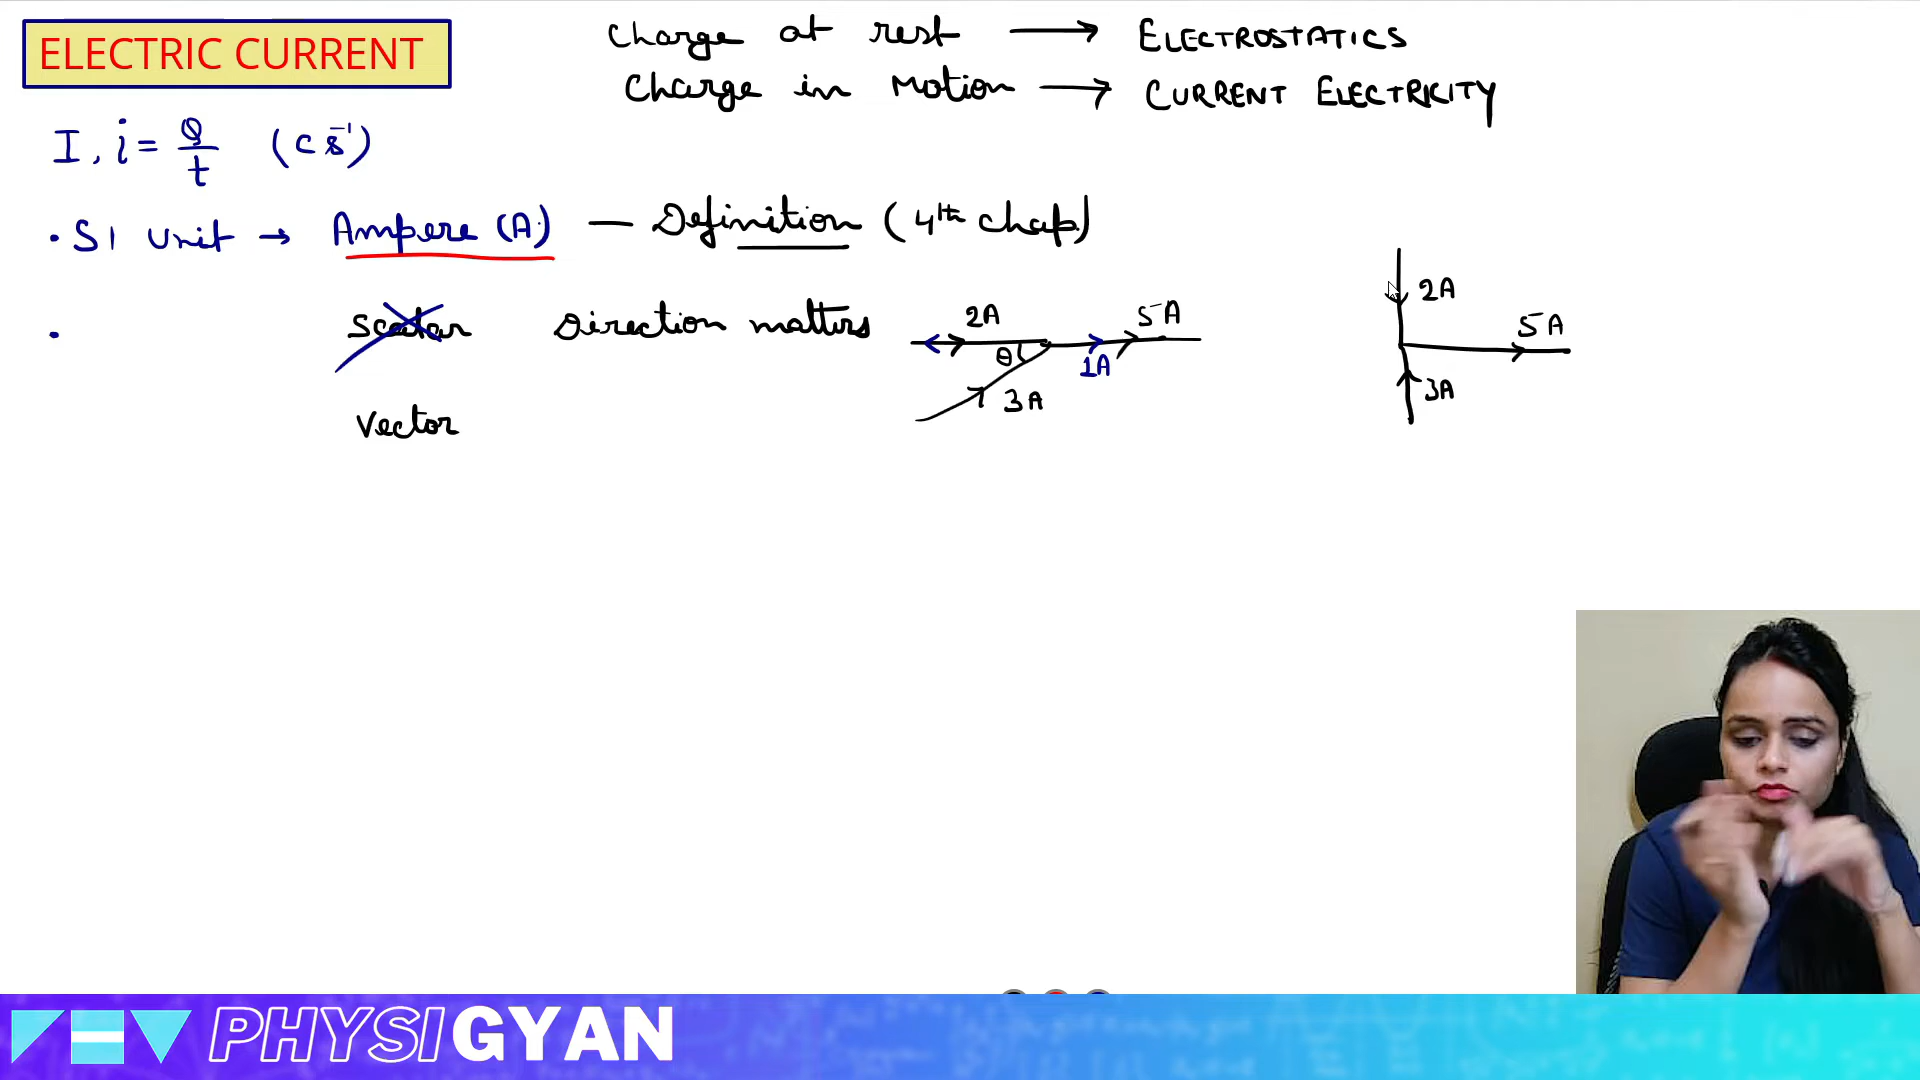 ELECTRIC CURRENT
Charge at rest → ELECTROSTATICS
Charge in Motion → CURRENT ELECTRICITY
I, i = Q/t (C s⁻¹)
• SI Unit → Ampere (A) — Definition (4th chap)
• Scalar Direction matters
Vector
2A
5A
θ
1A
3A
2A
5A
3A
PHYSIGYAN